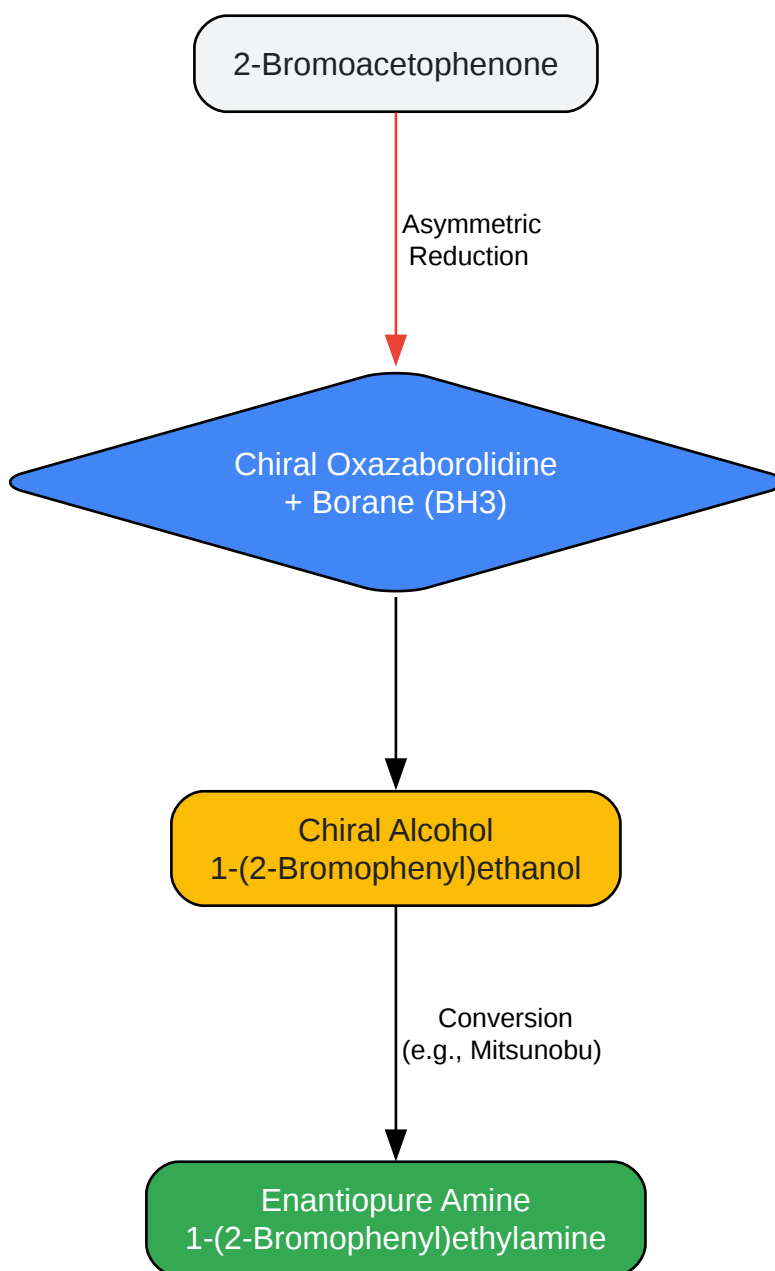 2-Bromoacetophenone
Asymmetric
Reduction
Chiral Oxazaborolidine
+ Borane (BH3)
Chiral Alcohol
1-(2-Bromophenyl)ethanol
Conversion
(e.g., Mitsunobu)
Enantiopure Amine
1-(2-Bromophenyl)ethylamine